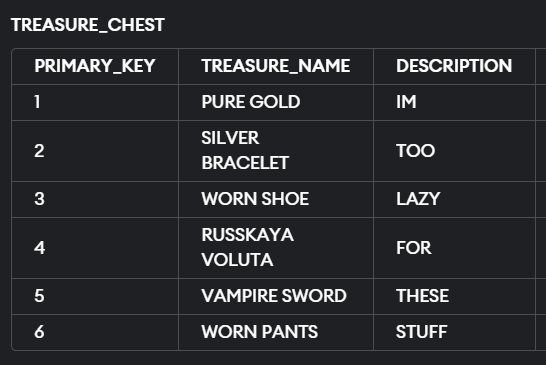 TREASURE_CHEST
PRIMARY_KEY TREASURE_NAME DESCRIPTION
1 PURE GOLD IM
2 SILVER BRACELET TOO
3 WORN SHOE LAZY
4 RUSSKAYA VOLUTA FOR
5 VAMPIRE SWORD THESE
6 WORN PANTS STUFF